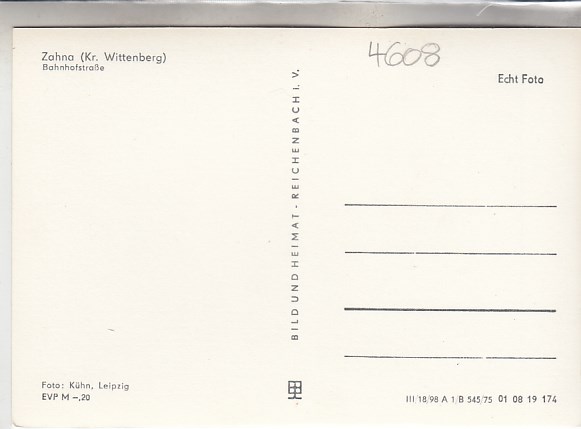 Zahna (Kr. Wittenberg)
Bahnhofstraße
4608
Echt Foto
BILD UND HEIMAT · REICHENBACH i. V.
Foto: Kühn, Leipzig
EVP M –,20
III/18/98 A 1/B 545/75 01 08 19 174